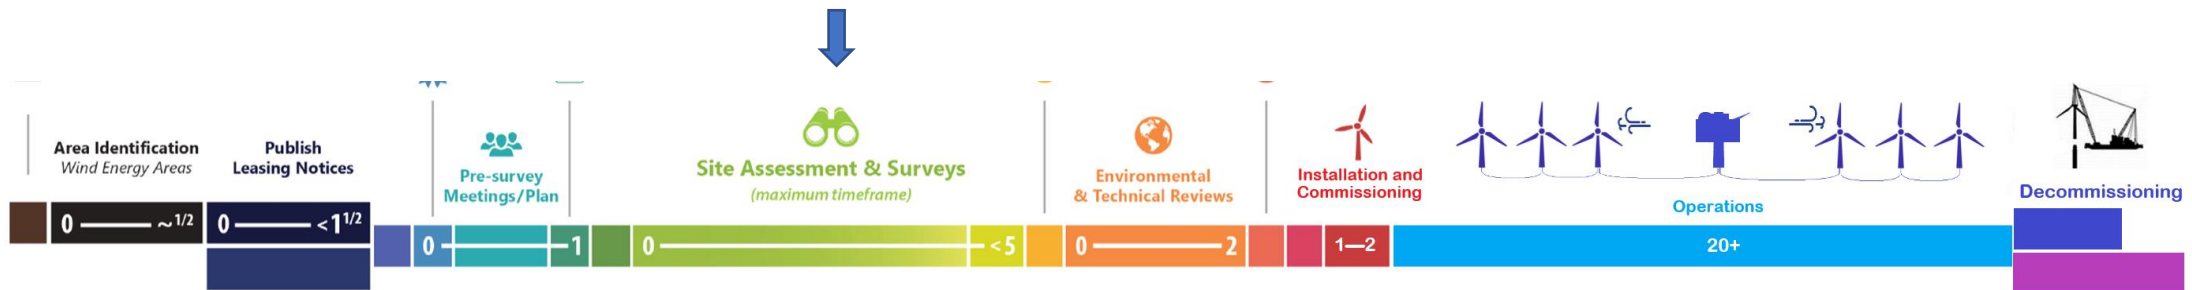 Area Identification
Wind Energy Areas
0 ~1/2
Publish
Leasing Notices
0 <1 1/2
Pre-survey
Meetings/Plan
0 1
Site Assessment & Surveys
(maximum timeframe)
0 <5
Environmental
& Technical Reviews
0 2
Installation and
Commissioning
1—2
Operations
20+
Decommissioning